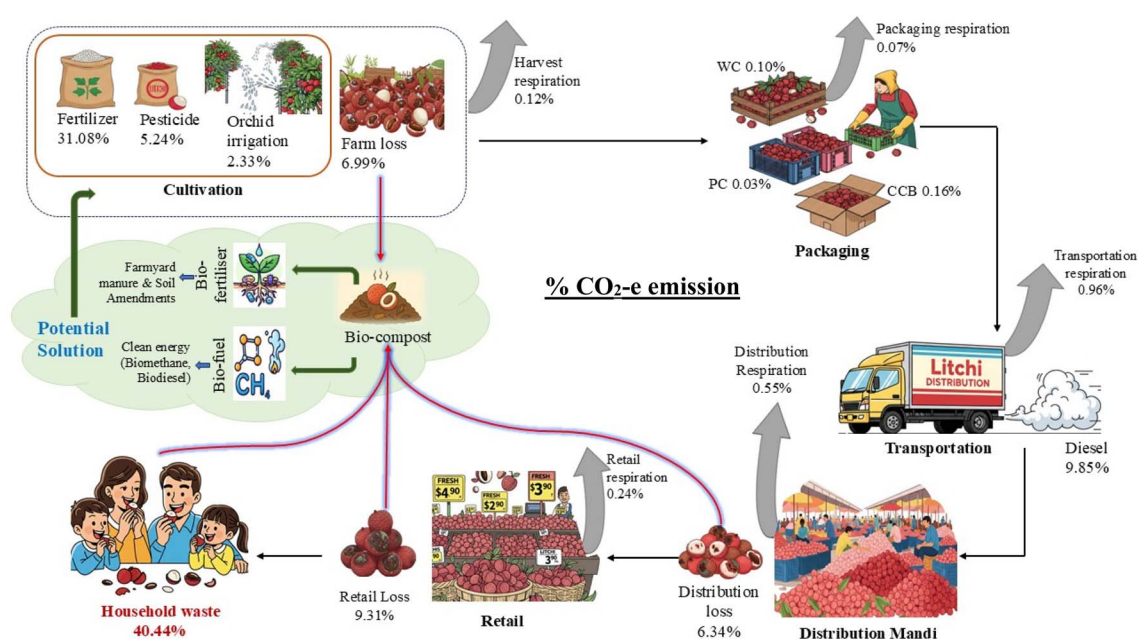 Fertilizer
31.08%
Pesticide
5.24%
LITCHI
Orchid
irrigation
2.33%
Cultivation
Farm loss
6.99%
Harvest
respiration
0.12%
Packaging respiration
0.07%
WC 0.10%
PC 0.03%
CCB 0.16%
Packaging
Transportation
respiration
0.96%
Litchi
DISTRIBUTION
Transportation
Diesel
9.85%
% CO₂-e emission
Potential
Solution
Farmyard
manure & Soil
Amendments
Bio-
fertiliser
Clean energy
(Biomethane,
Biodiesel)
Bio-fuel
CH₄
Bio-compost
Distribution
Respiration
0.55%
Distribution Mandi
Distribution
loss
6.34%
Retail
respiration
0.24%
FRESH
$4 90
FRESH
$2 90
FRESH
$3 90
LITCHI
3 90
Retail
Retail Loss
9.31%
Household waste
40.44%